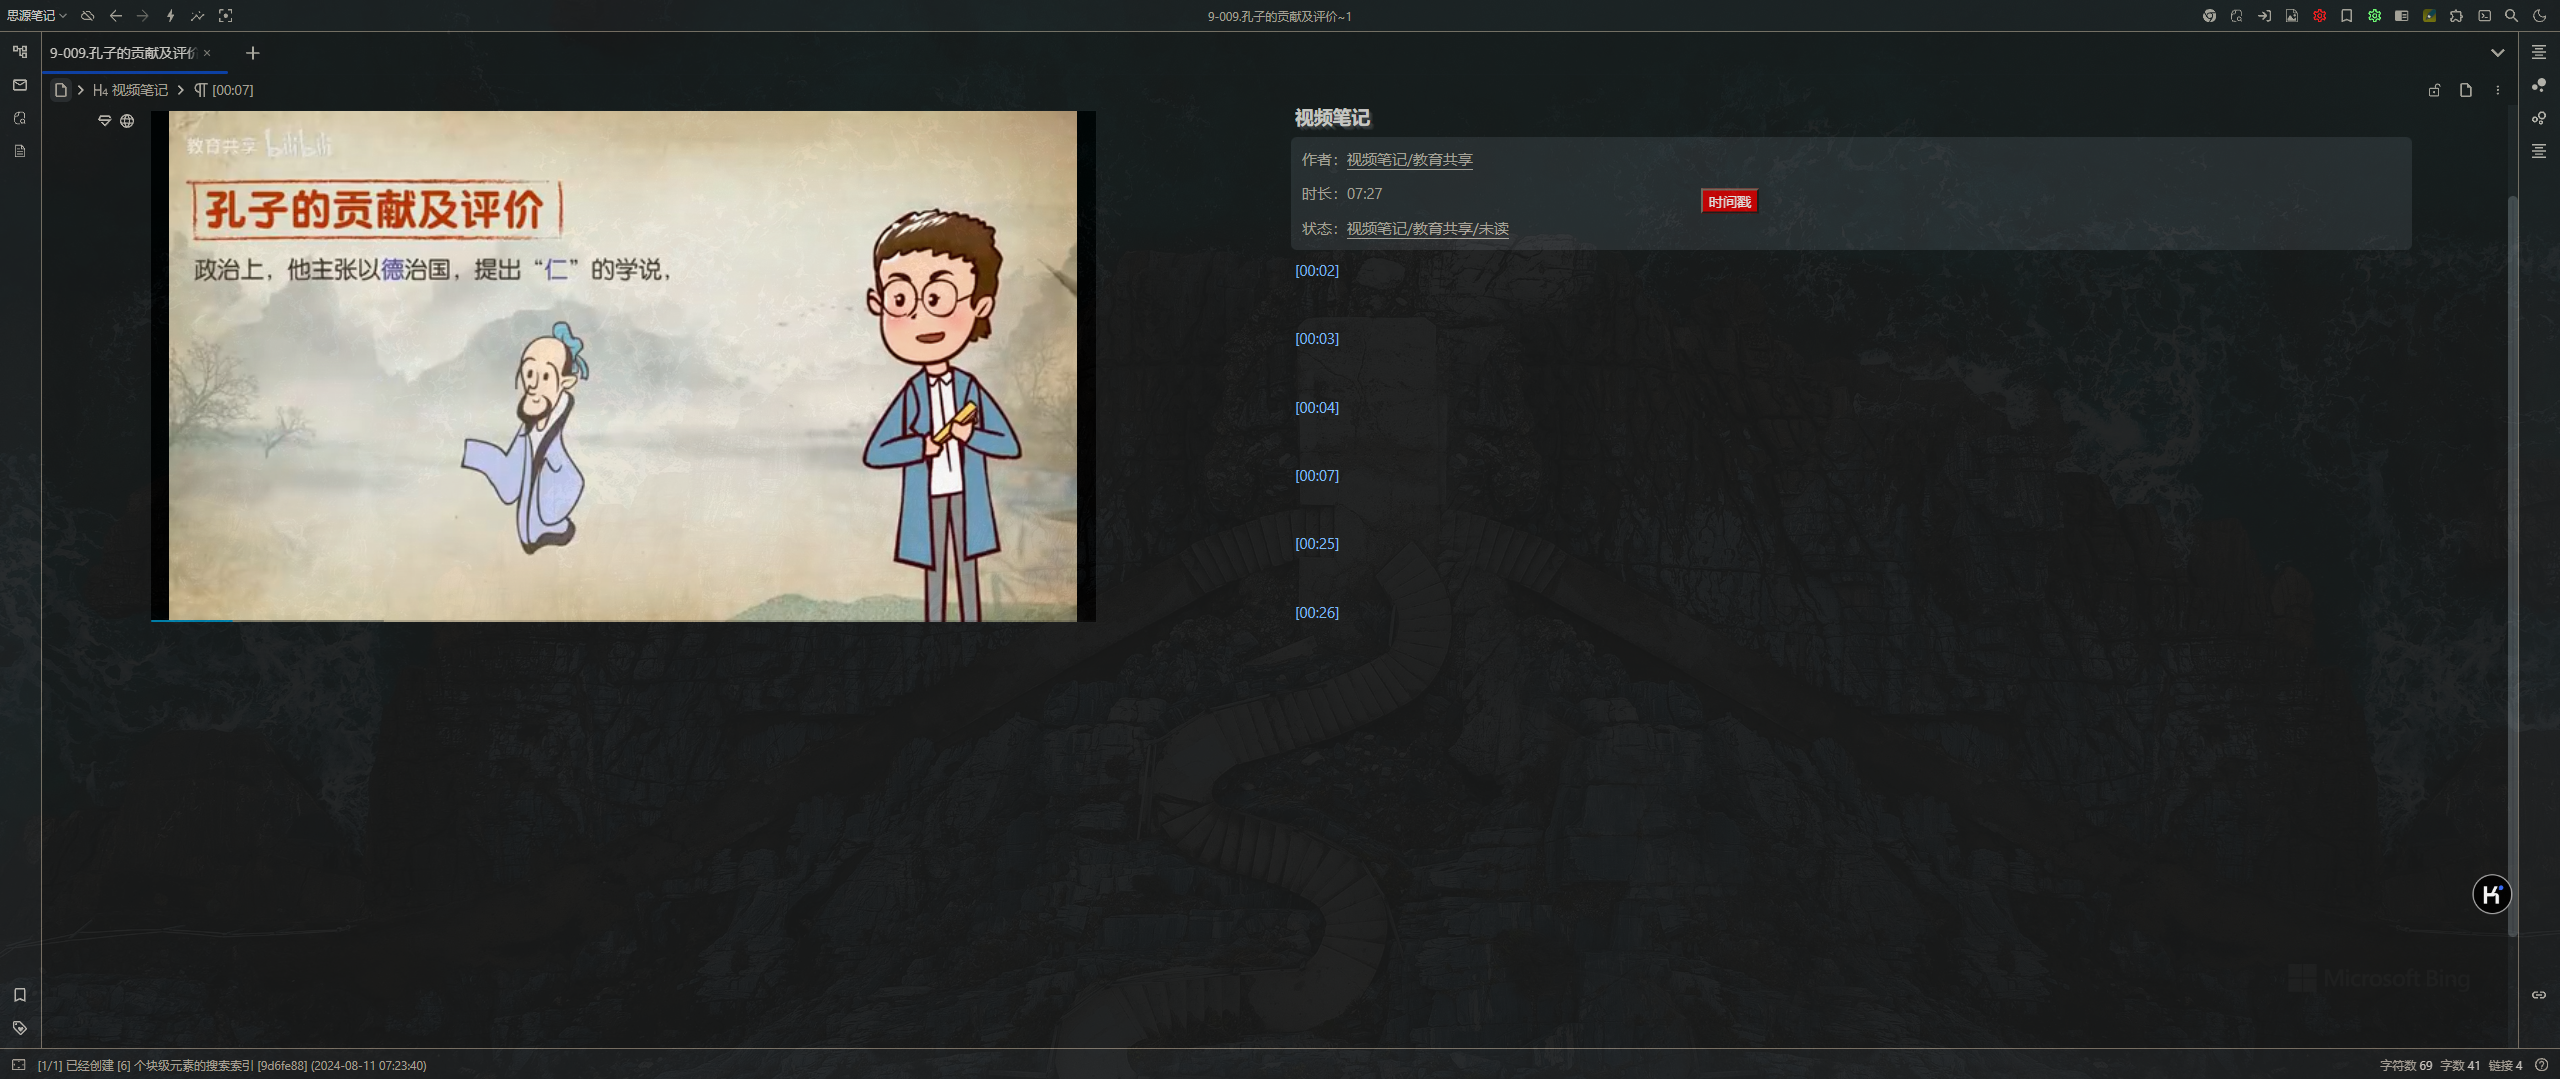 思源笔记
9-009.孔子的贡献及评价~1
9-009.孔子的贡献及评价
H4 视频笔记
[00:07]
教育共享 bilibili
孔子的贡献及评价
政治上，他主张以德治国，提出“仁”的学说，
视频笔记
作者：视频笔记/教育共享
时长：07:27
时间戳
状态：视频笔记/教育共享/未读
[00:02]
[00:03]
[00:04]
[00:07]
[00:25]
[00:26]
K
Microsoft Bing
[1/1] 已经创建 [6] 个块级元素的搜索索引 [9d6fe88] (2024-08-11 07:23:40)
字符数 69 字数 41 链接 4